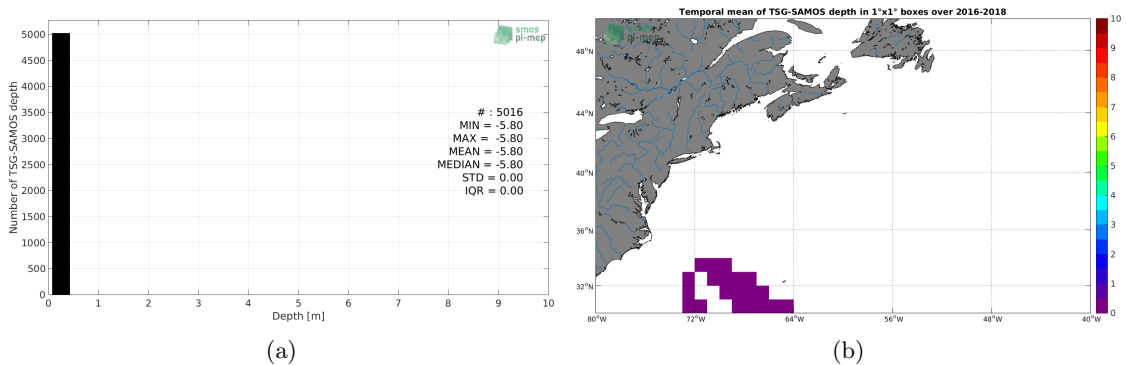 5000
4500
4000
3500
3000
2500
2000
1500
1000
500
0
Number of TSG-SAMOS depth
smos
pi-mep
# : 5016
MIN = -5.80
MAX = -5.80
MEAN = -5.80
MEDIAN = -5.80
STD = 0.00
IQR = 0.00
0 1 2 3 4 5 6 7 8 9 10
Depth [m]
(a)
Temporal mean of TSG-SAMOS depth in 1°x1° boxes over 2016-2018
smos
pi-mep
48°N
44°N
40°N
36°N
32°N
80°W 72°W 64°W 56°W 48°W 40°W
10
9
8
7
6
5
4
3
2
1
0
(b)